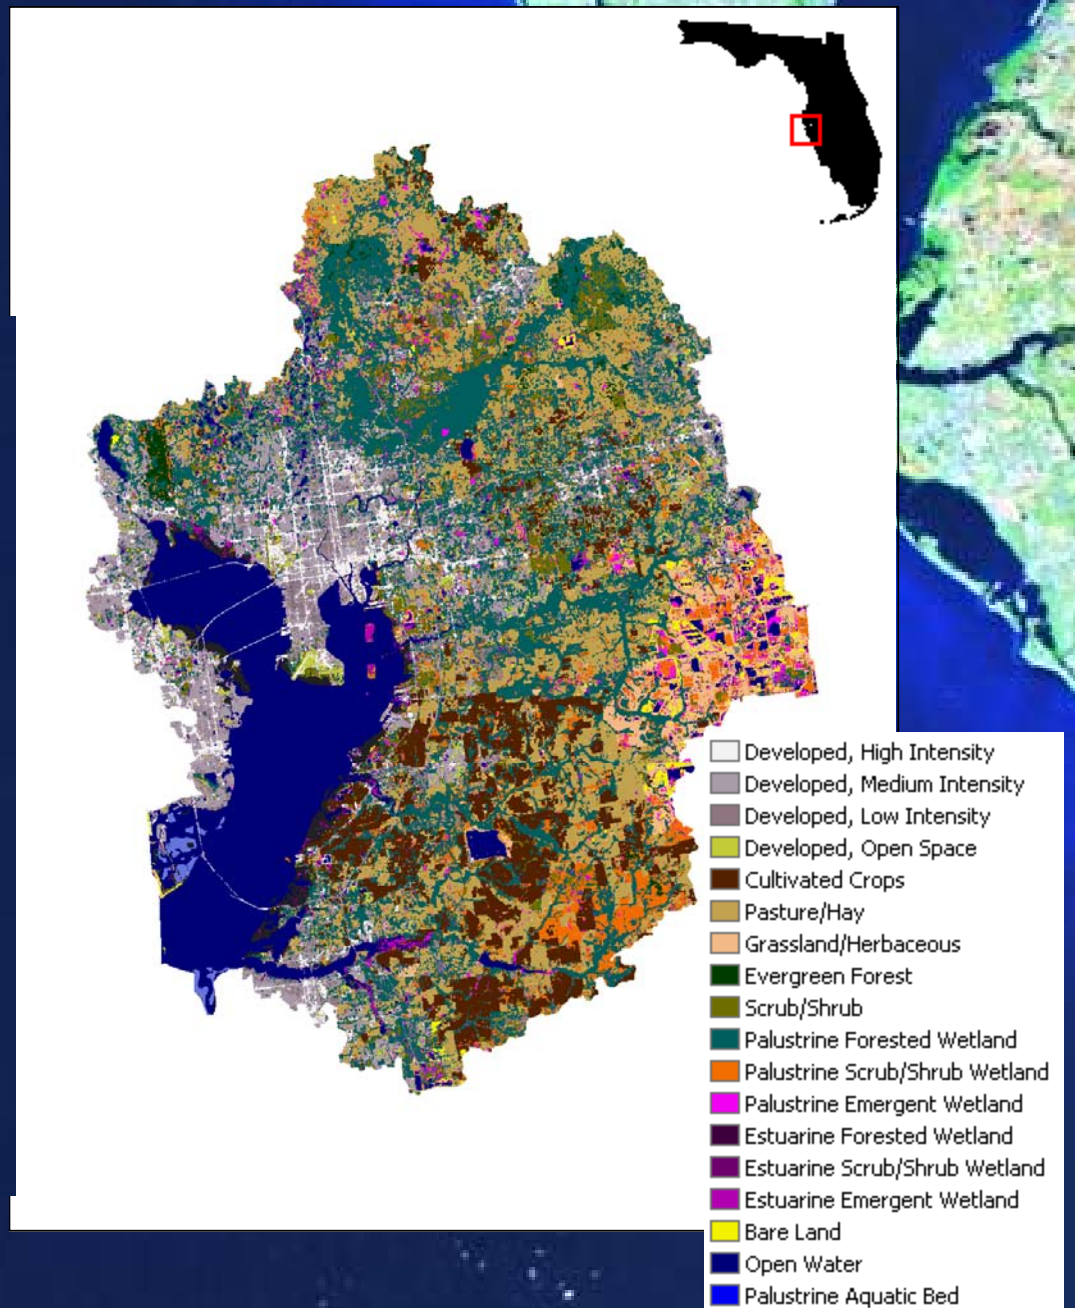 Developed, High Intensity
Developed, Medium Intensity
Developed, Low Intensity
Developed, Open Space
Cultivated Crops
Pasture/Hay
Grassland/Herbaceous
Evergreen Forest
Scrub/Shrub
Palustrine Forested Wetland
Palustrine Scrub/Shrub Wetland
Palustrine Emergent Wetland
Estuarine Forested Wetland
Estuarine Scrub/Shrub Wetland
Estuarine Emergent Wetland
Bare Land
Open Water
Palustrine Aquatic Bed